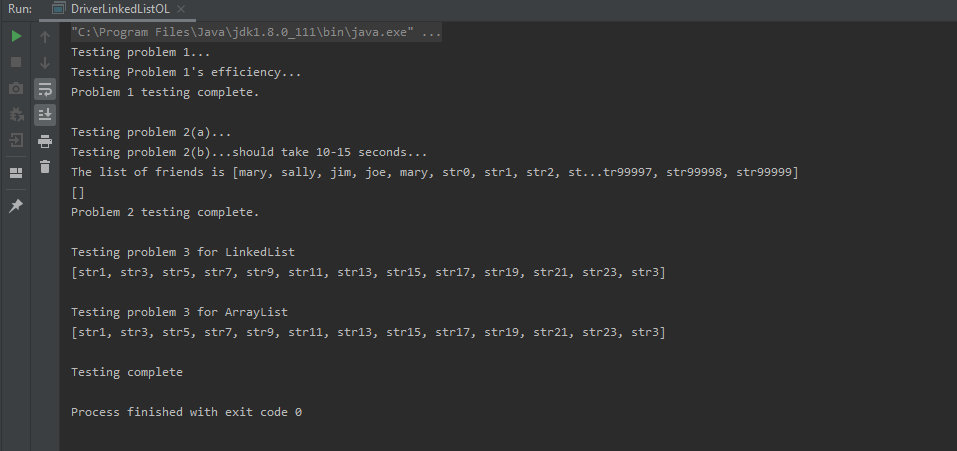 Run: DriverLinkedListOL
"C:\Program Files\Java\jdk1.8.0_111\bin\java.exe" ...
Testing problem 1...
Testing Problem 1's efficiency...
Problem 1 testing complete.
Testing problem 2(a)...
Testing problem 2(b)...should take 10-15 seconds...
The list of friends is [mary, sally, jim, joe, mary, str0, str1, str2, st...tr99997, str99998, str99999]
[]
Problem 2 testing complete.
Testing problem 3 for LinkedList
[str1, str3, str5, str7, str9, str11, str13, str15, str17, str19, str21, str23, str3]
Testing problem 3 for ArrayList
[str1, str3, str5, str7, str9, str11, str13, str15, str17, str19, str21, str23, str3]
Testing complete
Process finished with exit code 0